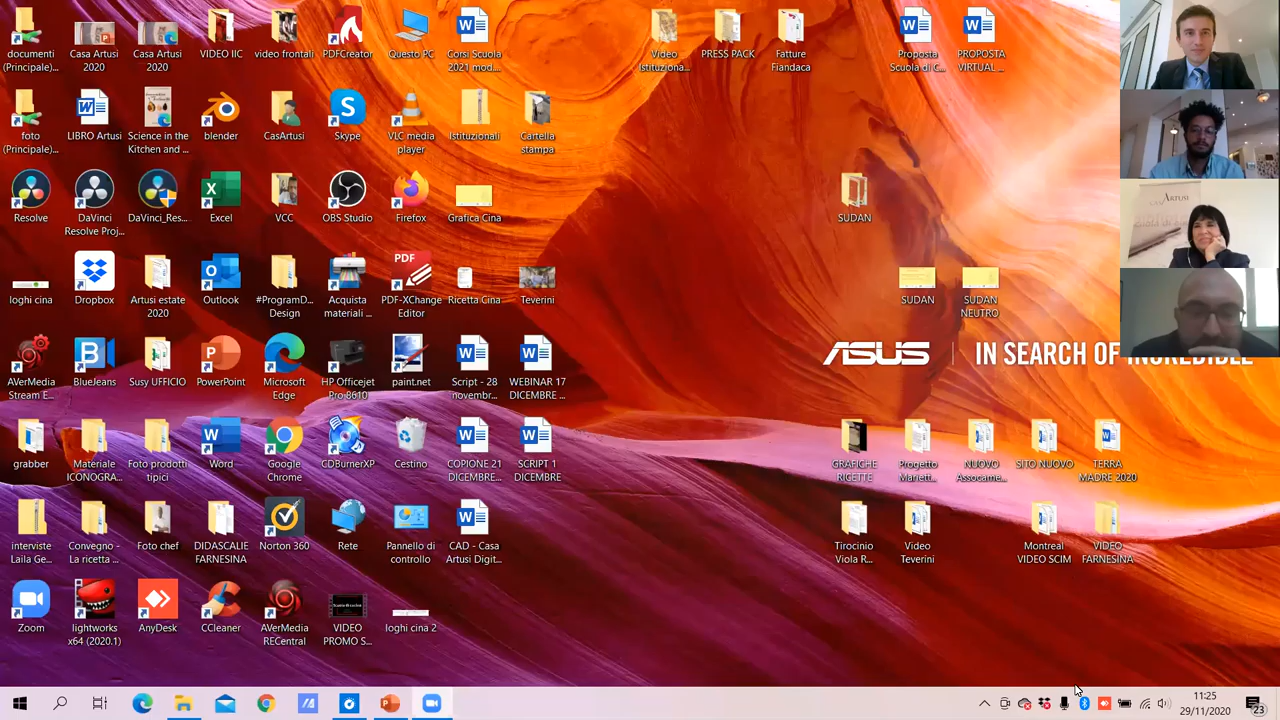 documenti
(Principale)...
Casa Artusi
2020
Casa Artusi
2020
VIDEO IIC
video frontali
PDFCreator
Questo PC
Corsi Scuola
2021 mod....
Video
Istituziona...
PRESS PACK
Fatture
Fiandaca
Proposta
Scuola di C...
PROPOSTA
VIRTUAL ...
foto
(Principale)...
LIBRO Artusi
Science in the
Kitchen and ...
blender
CasArtusi
Skype
VLC media
player
Istituzionali
Cartella
stampa
ARTUSI
Resolve
DaVinci
Resolve Proj...
DaVinci_Res...
Excel
VCC
OBS Studio
Firefox
Grafica Cina
SUDAN
loghi cina
Dropbox
Artusi estate
2020
Outlook
#ProgramD...
Design
Acquista
materiali ...
PDF
PDF-XChange
Editor
Ricetta Cina
Teverini
SUDAN
SUDAN
NEUTRO
ASUS
IN SEARCH OF INCREDIBLE
AVerMedia
Stream E...
BlueJeans
Susy UFFICIO
PowerPoint
Microsoft
Edge
HP Officejet
Pro 8610
paint.net
Script - 28
novembr...
WEBINAR 17
DICEMBRE ...
grabber
Materiale
ICONOGRA...
Foto prodotti
tipici
Word
Google
Chrome
CDBurnerXP
Cestino
COPIONE 21
DICEMBRE...
SCRIPT 1
DICEMBRE
GRAFICHE
RICETTE
Progetto
Mariett...
NUOVO
Assocame...
SITO NUOVO
TERRA
MADRE 2020
interviste
Laila Ge...
Convegno -
La ricetta ...
Foto chef
DIDASCALIE
FARNESINA
Norton 360
Rete
Pannello di
controllo
CAD - Casa
Artusi Digit...
Tirocinio
Viola R...
Video
Teverini
Montreal
VIDEO SCIM
VIDEO
FARNESINA
Zoom
lightworks
x64 (2020.1)
AnyDesk
CCleaner
AVerMedia
RECentral
VIDEO
PROMO S...
loghi cina 2
11:25
29/11/2020
23